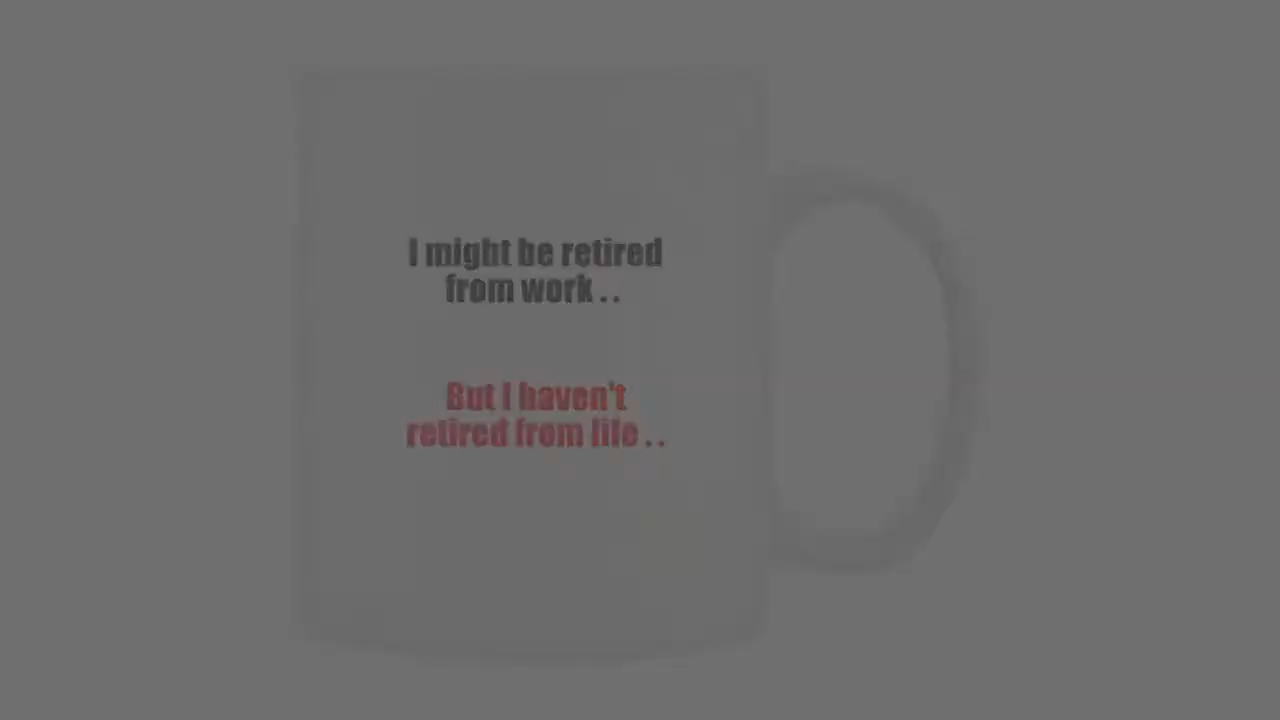 I might be retired
from work . .
But I haven't
retired from life . .